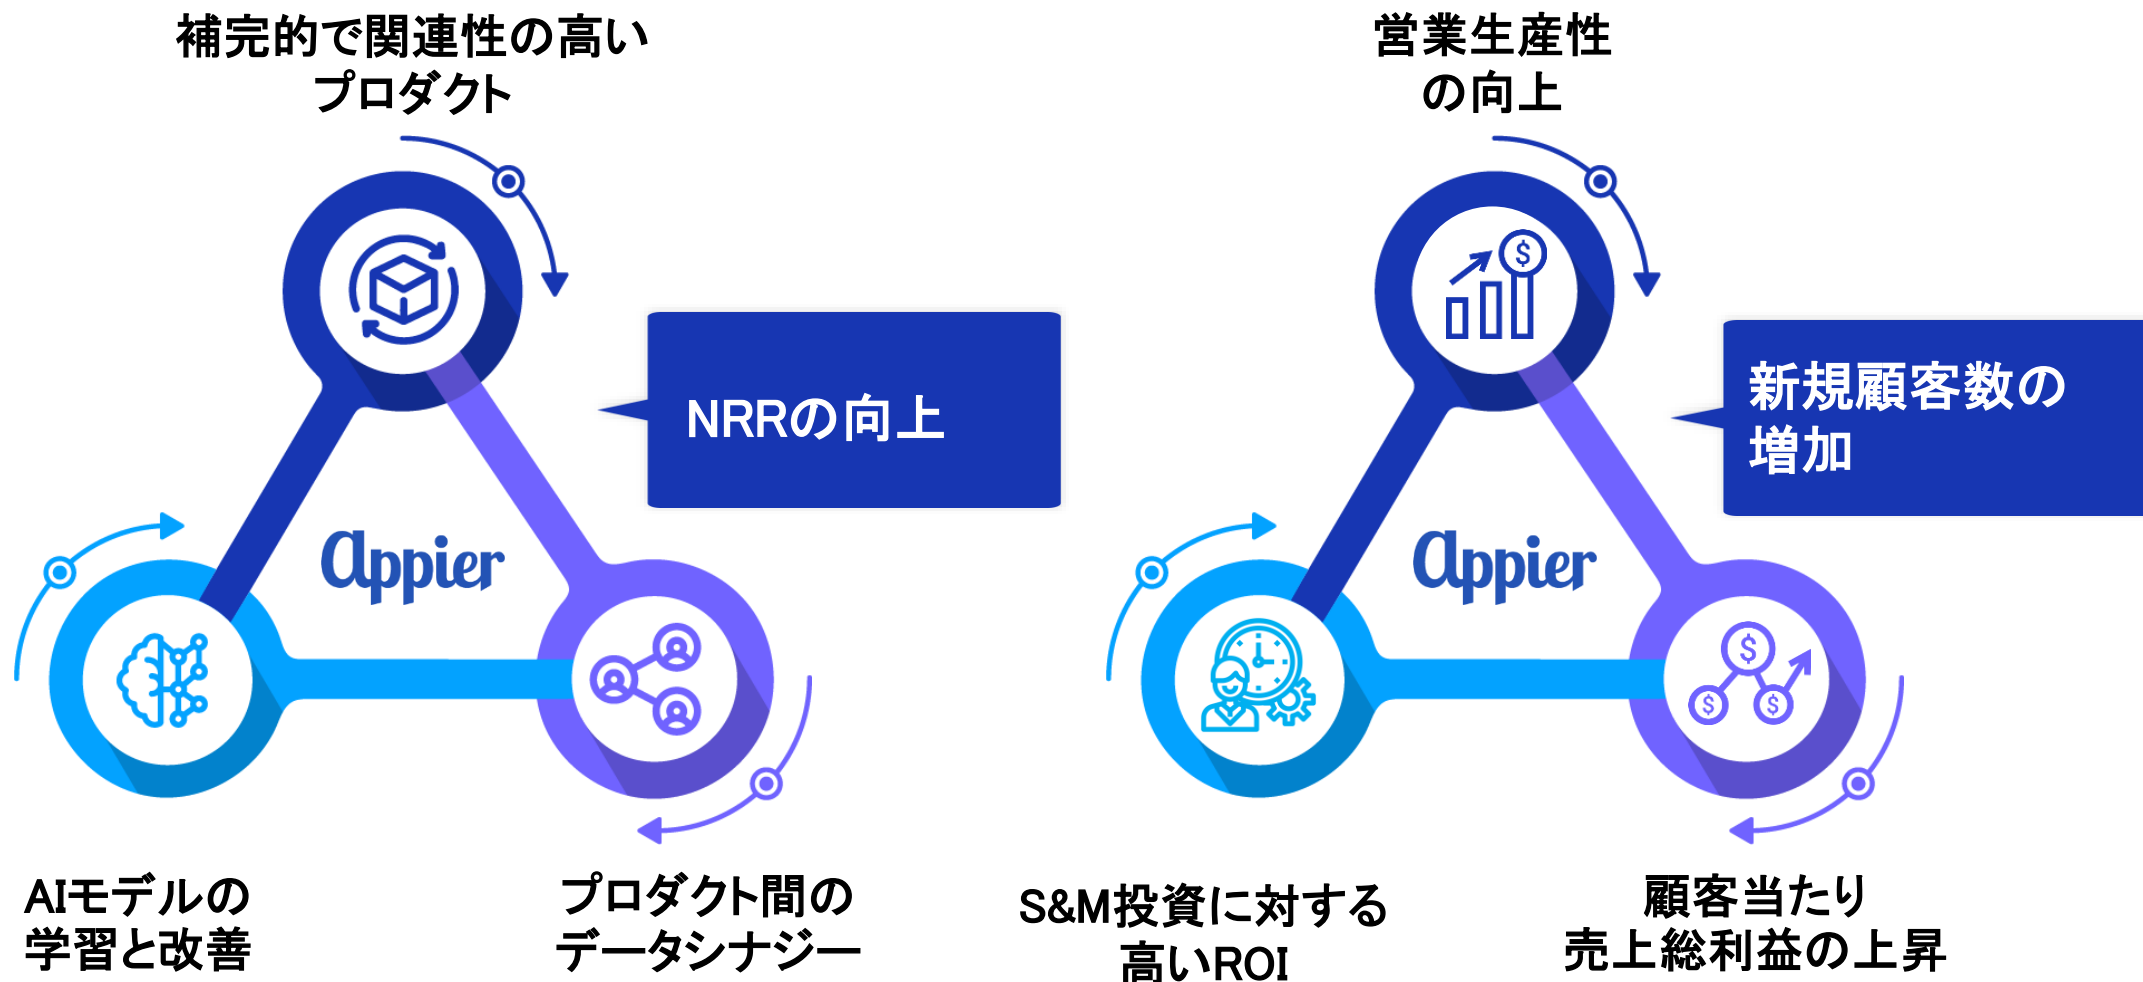 補完的で関連性の高い
プロダクト
NRRの向上
Appier
AIモデルの
学習と改善
プロダクト間の
データシナジー
営業生産性
の向上
$
新規顧客数の
増加
Appier
$
$
$
S&M投資に対する
高いROI
顧客当たり
売上総利益の上昇